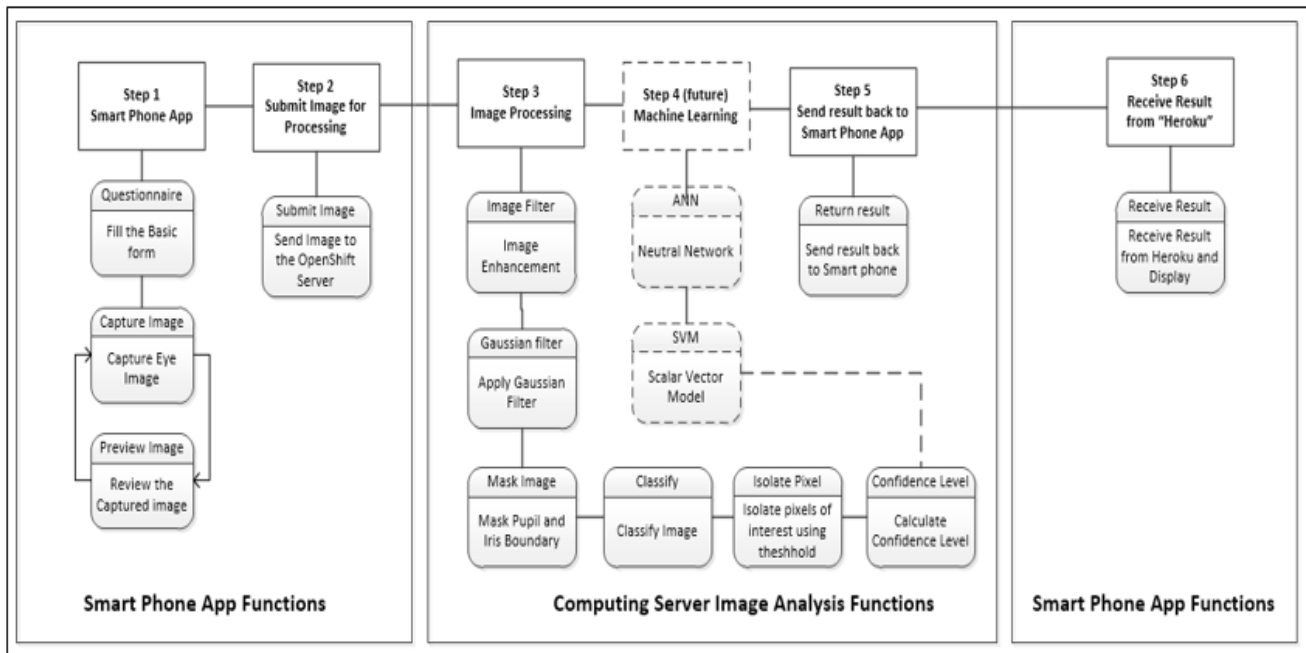 Step 1
Smart Phone App
Questionnaire
Fill the Basic
form
Capture Image
Capture Eye
Image
Preview Image
Review the
Captured image
Step 2
Submit Image for
Processing
Submit Image
Send Image to
the OpenShift
Server
Smart Phone App Functions
Step 3
Image Processing
Image Filter
Image
Enhancement
Gaussian filter
Apply Gaussian
Filter
Mask Image
Mask Pupil and
Iris Boundary
Classify
Classify Image
Isolate Pixel
Isolate pixels of
interest using
theshhold
Confidence Level
Calculate
Confidence Level
Step 4 (future)
Machine Learning
ANN
Neutral Network
SVM
Scalar Vector
Model
Step 5
Send result back to
Smart Phone App
Return result
Send result back
to Smart phone
Computing Server Image Analysis Functions
Step 6
Receive Result
from “Heroku”
Receive Result
Receive Result
from Heroku and
Display
Smart Phone App Functions